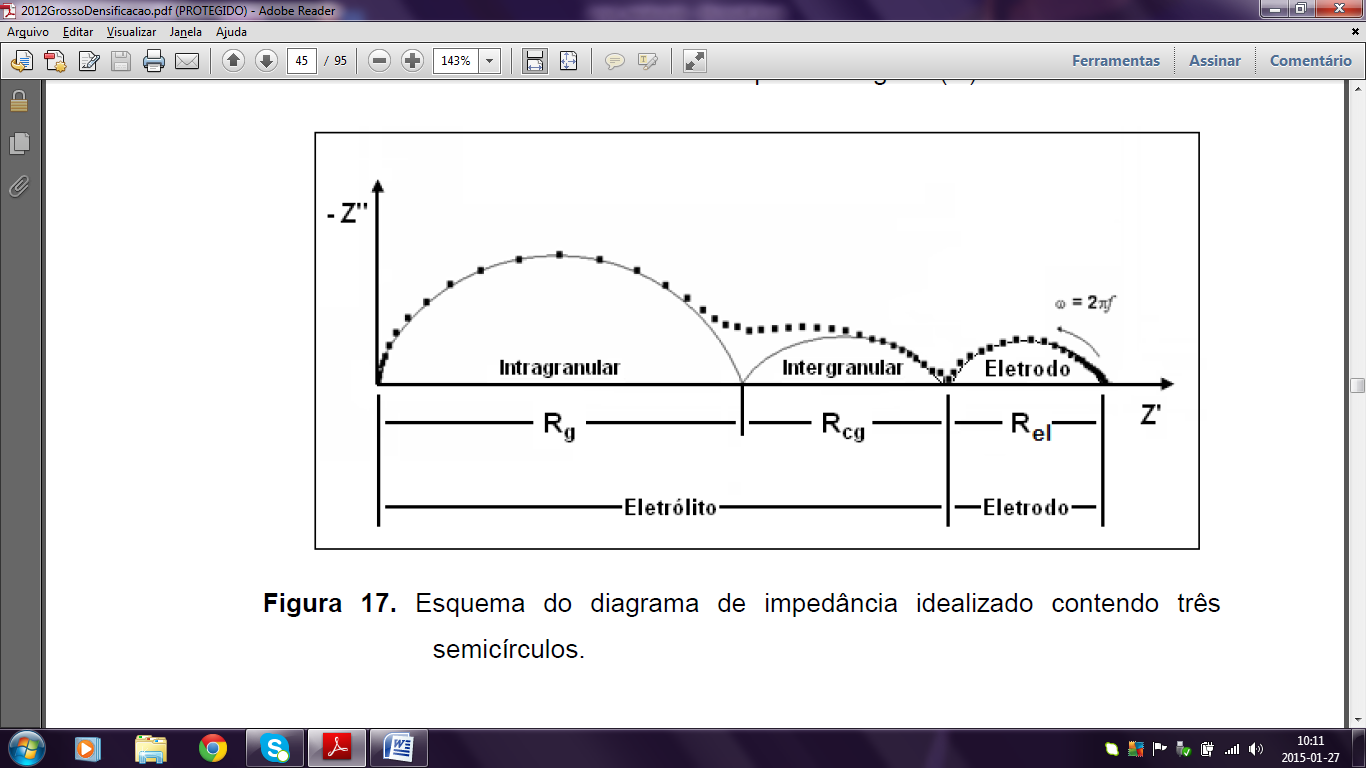 2012GrossoDensificacao.pdf (PROTEGIDO) - Adobe Reader
Arquivo Editar Visualizar Janela Ajuda
45 / 95 143% Ferramentas Assinar Comentário
- Z"
ω = 2πf
Intragranular Intergranular Eletrodo
Z'
Rg Rcg Rel
Eletrólito Eletrodo
Figura 17. Esquema do diagrama de impedância idealizado contendo três
semicírculos.
10:11
2015-01-27